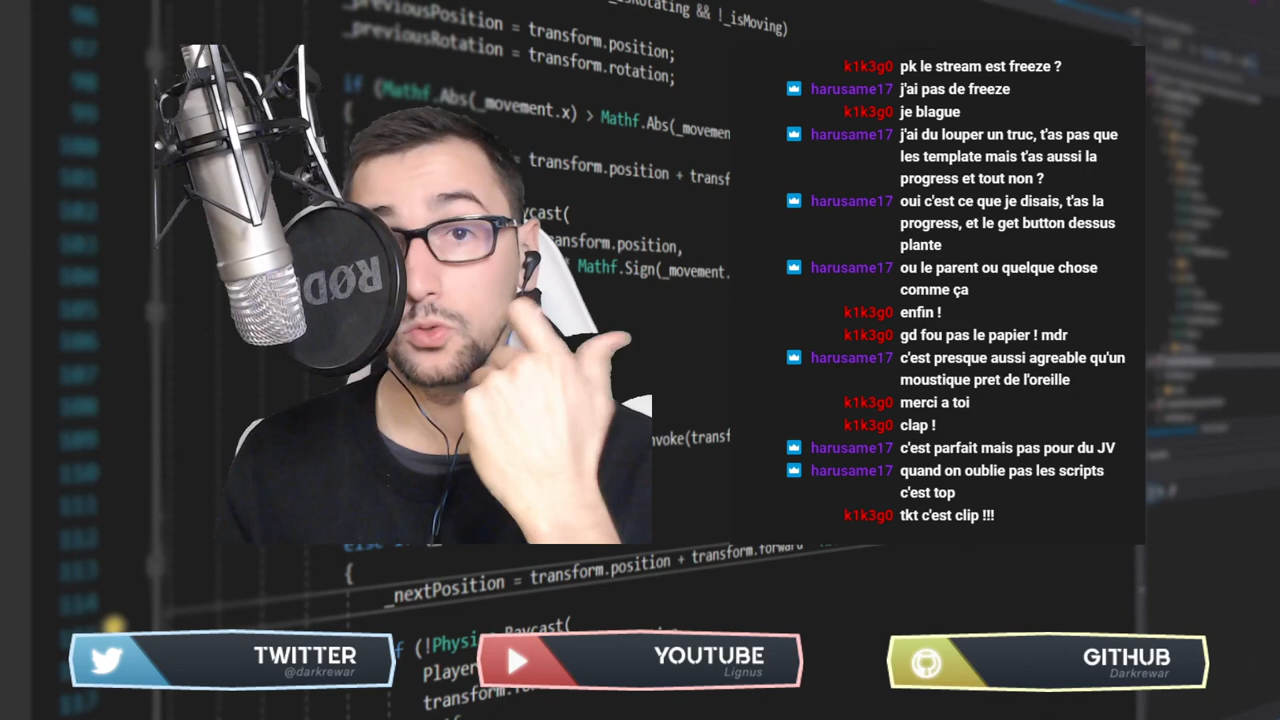 _isRotating && !_isMoving)
_previousPosition = transform.position;
_previousRotation = transform.rotation;
if (Mathf.Abs(_movement.x) > Mathf.Abs(_movemen
{
= transform.position + transf
ycast(
ansform.position,
* Mathf.Sign(_movement.
nvoke(transf
RØDE
k1k3g0 pk le stream est freeze ?
harusame17 j'ai pas de freeze
k1k3g0 je blague
harusame17 j'ai du louper un truc, t'as pas que
les template mais t'as aussi la
progress et tout non ?
harusame17 oui c'est ce que je disais, t'as la
progress, et le get button dessus
plante
harusame17 ou le parent ou quelque chose
comme ça
k1k3g0 enfin !
k1k3g0 gd fou pas le papier ! mdr
harusame17 c'est presque aussi agreable qu'un
moustique pret de l'oreille
k1k3g0 merci a toi
k1k3g0 clap !
harusame17 c'est parfait mais pas pour du JV
harusame17 quand on oublie pas les scripts
c'est top
k1k3g0 tkt c'est clip !!!
{
_nextPosition = transform.position + transform.forward
if (!Physi Raycast(
Player
transform.
TWITTER
@darkrewar
YOUTUBE
Lignus
GITHUB
Darkrewar